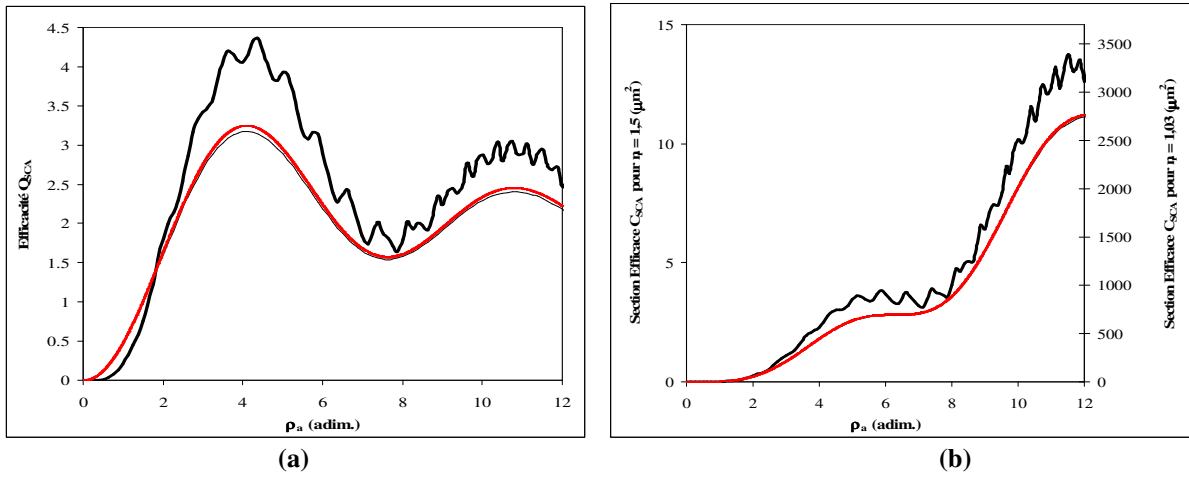 4.5
4
3.5
3
2.5
2
1.5
1
0.5
0
Efficacité Q_SCA
0 2 4 6 8 10 12
ρₐ (adim.)
(a)
15
10
5
0
Section Efficace C_SCA pour n = 1,5 (μm²)
3500
3000
2500
2000
1500
1000
500
0
Section Efficace C_SCA pour n = 1,03 (μm²)
0 2 4 6 8 10 12
ρₐ (adim.)
(b)